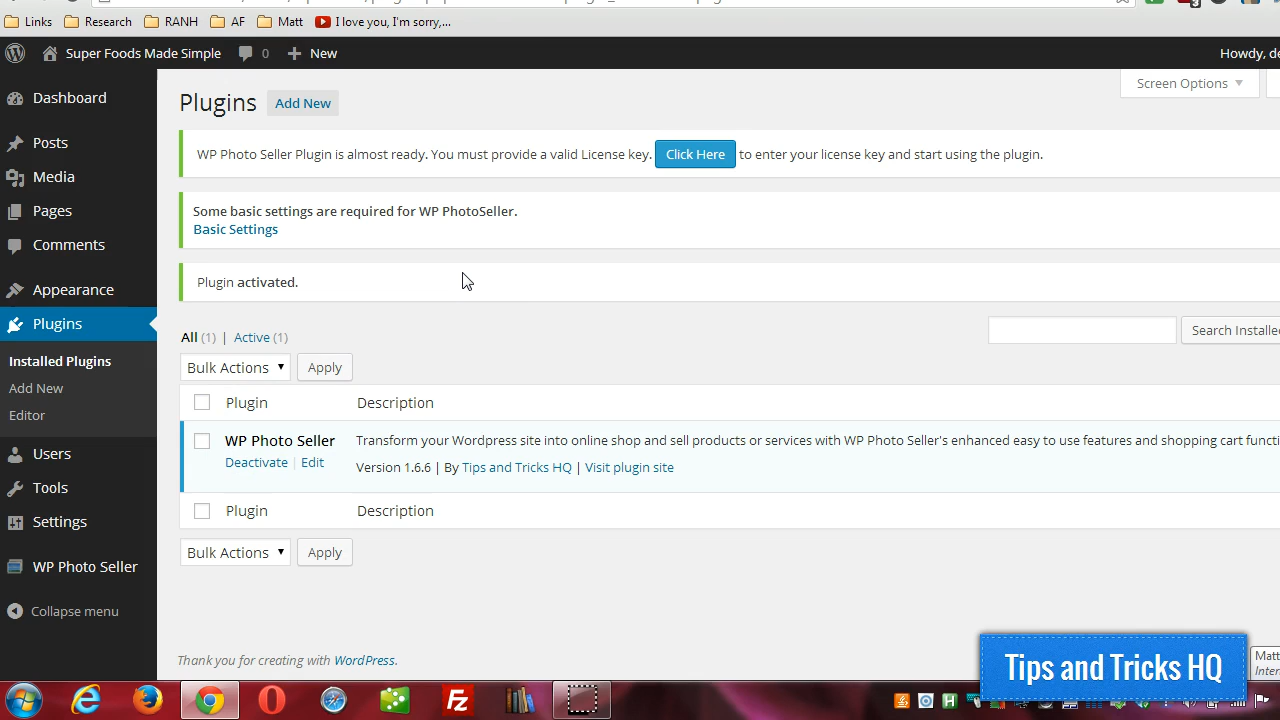 Links Research RANH AF Matt I love you, I'm sorry,...
Super Foods Made Simple 0 New Howdy, de
Dashboard
Posts
Media
Pages
Comments
Appearance
Plugins
Installed Plugins
Add New
Editor
Users
Tools
Settings
WP Photo Seller
Collapse menu
Screen Options
Plugins Add New
WP Photo Seller Plugin is almost ready. You must provide a valid License key. Click Here to enter your license key and start using the plugin.
Some basic settings are required for WP PhotoSeller.
Basic Settings
Plugin activated.
All (1) | Active (1)
Search Installe
Bulk Actions Apply
Plugin Description
WP Photo Seller Transform your Wordpress site into online shop and sell products or services with WP Photo Seller's enhanced easy to use features and shopping cart functi
Deactivate | Edit Version 1.6.6 | By Tips and Tricks HQ | Visit plugin site
Plugin Description
Bulk Actions Apply
Thank you for creating with WordPress.
Tips and Tricks HQ
Matt
Inter